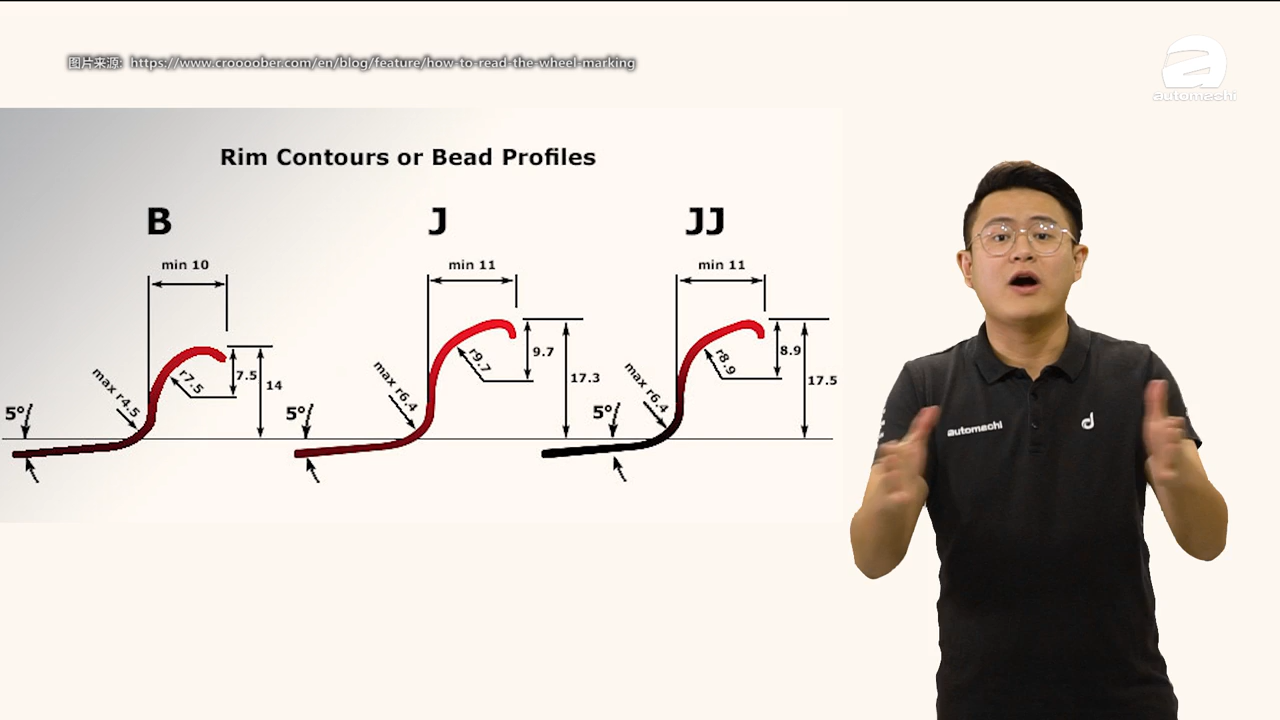 图片来源: https://www.croooober.com/en/blog/feature/how-to-read-the-wheel-marking
automachi
Rim Contours or Bead Profiles
B
J
JJ
min 10
min 11
min 11
max r4.5
r7.5
7.5
14
5°
max r6.4
r9.7
9.7
17.3
5°
max r6.4
r8.9
8.9
17.5
5°
automachi
d